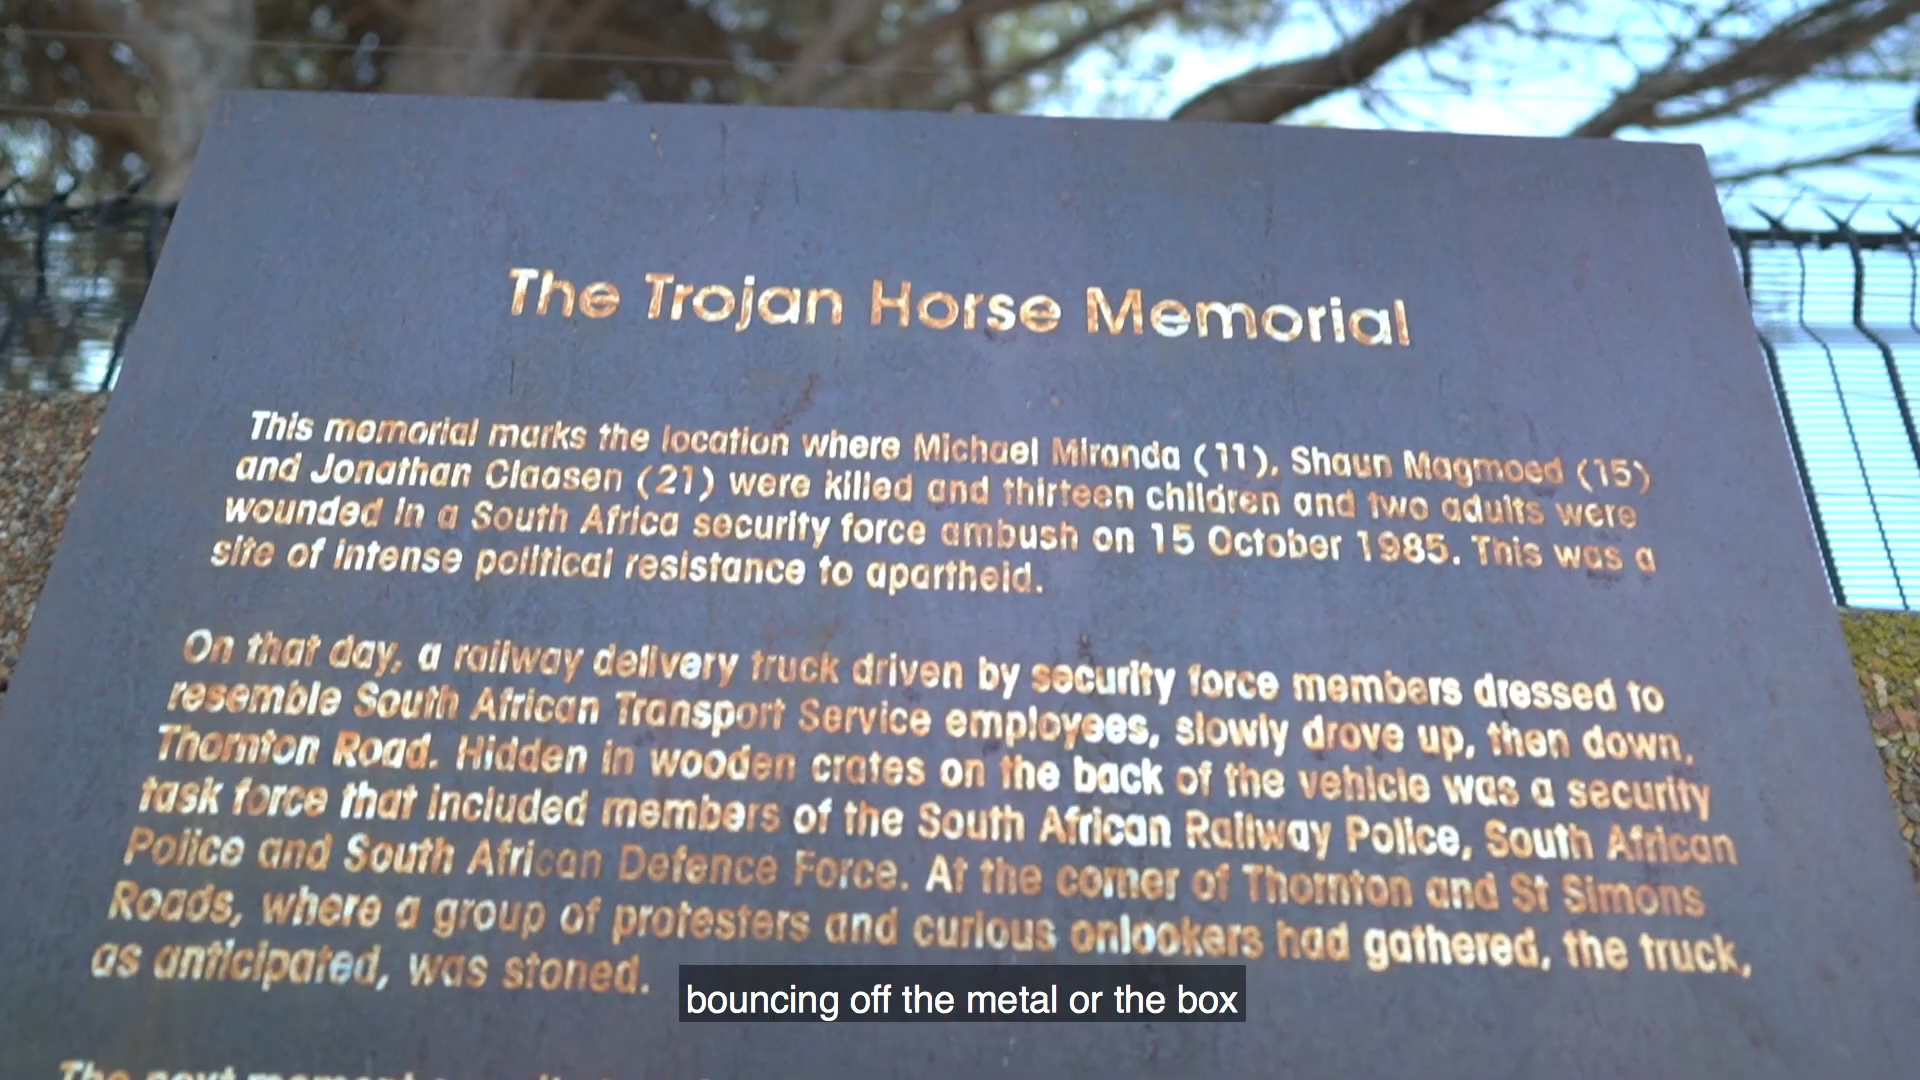 The Trojan Horse Memorial
This memorial marks the location where Michael Miranda (11), Shaun Magmoed (15)
and Jonathan Claasen (21) were killed and thirteen children and two adults were
wounded in a South Africa security force ambush on 15 October 1985. This was a
site of intense political resistance to apartheid.
On that day, a railway delivery truck driven by security force members dressed to
resemble South African Transport Service employees, slowly drove up, then down,
Thornton Road. Hidden in wooden crates on the back of the vehicle was a security
task force that included members of the South African Railway Police, South African
Police and South African Defence Force. At the corner of Thornton and St Simons
Roads, where a group of protesters and curious onlookers had gathered, the truck,
as anticipated, was stoned.
bouncing off the metal or the box
The next moment